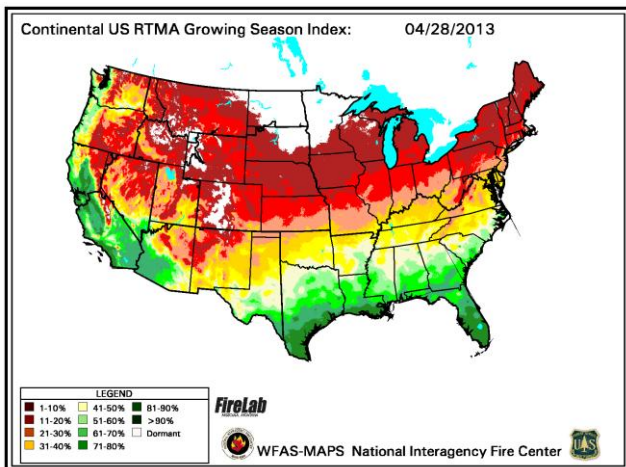 Continental US RTMA Growing Season Index: 04/28/2013
LEGEND
1-10% 41-50% 81-90%
11-20% 51-60% >90%
21-30% 61-70% Dormant
31-40% 71-80%
FireLab
WFAS-MAPS National Interagency Fire Center
UAS